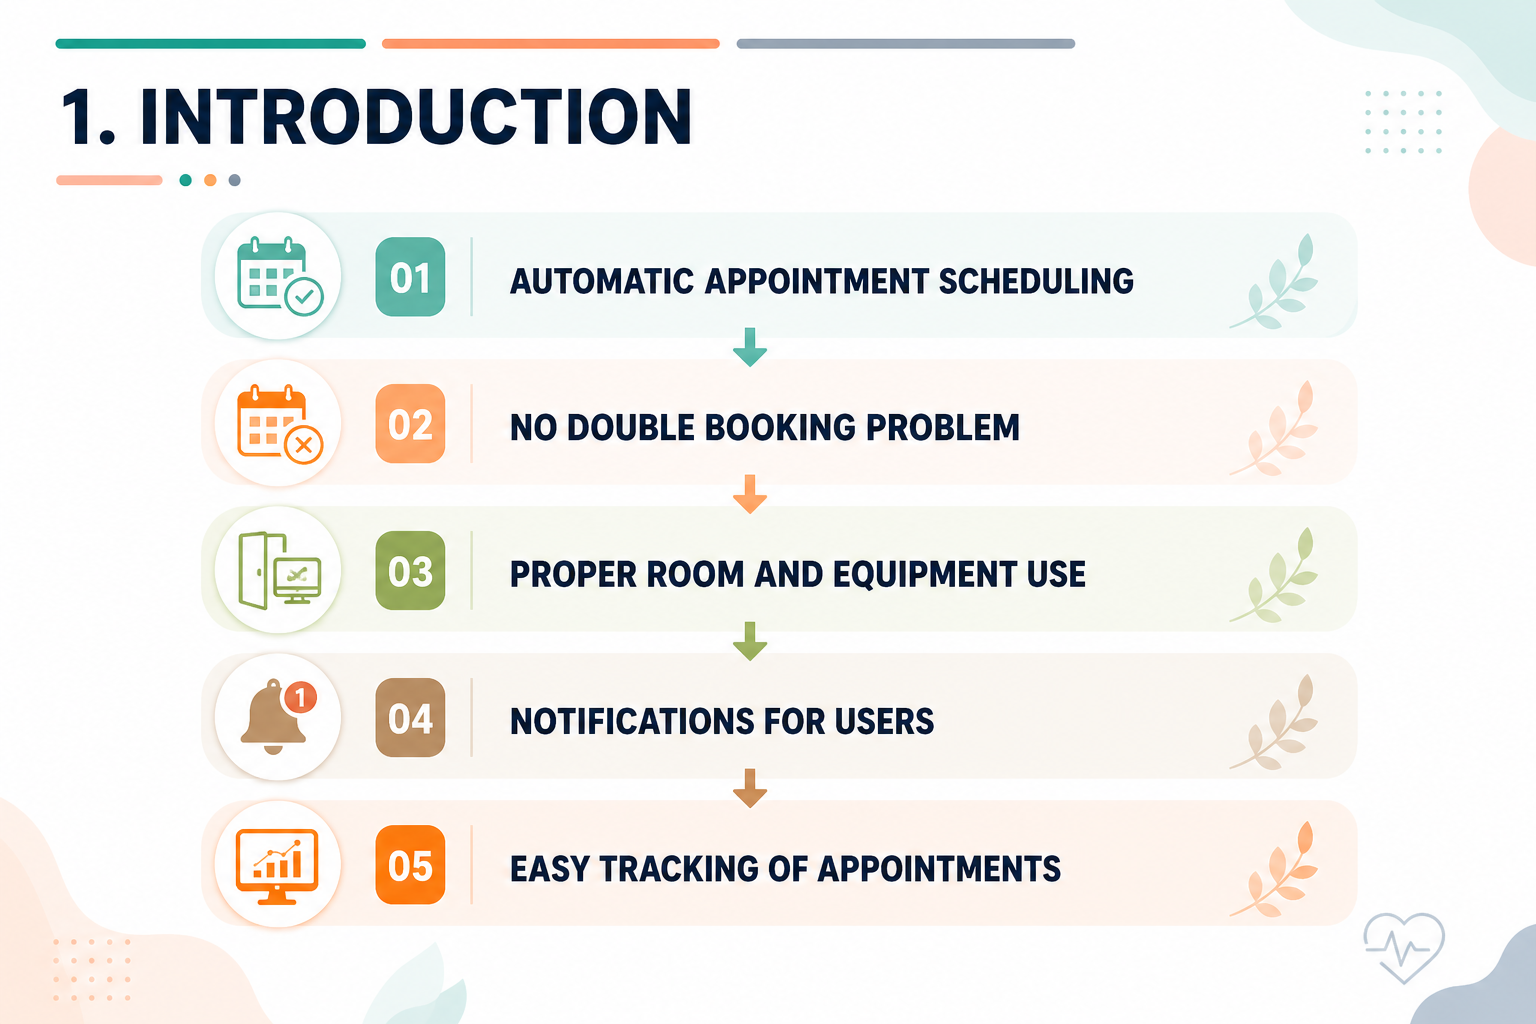 1. INTRODUCTION
01
AUTOMATIC APPOINTMENT SCHEDULING
02
NO DOUBLE BOOKING PROBLEM
03
PROPER ROOM AND EQUIPMENT USE
1
04
NOTIFICATIONS FOR USERS
05
EASY TRACKING OF APPOINTMENTS